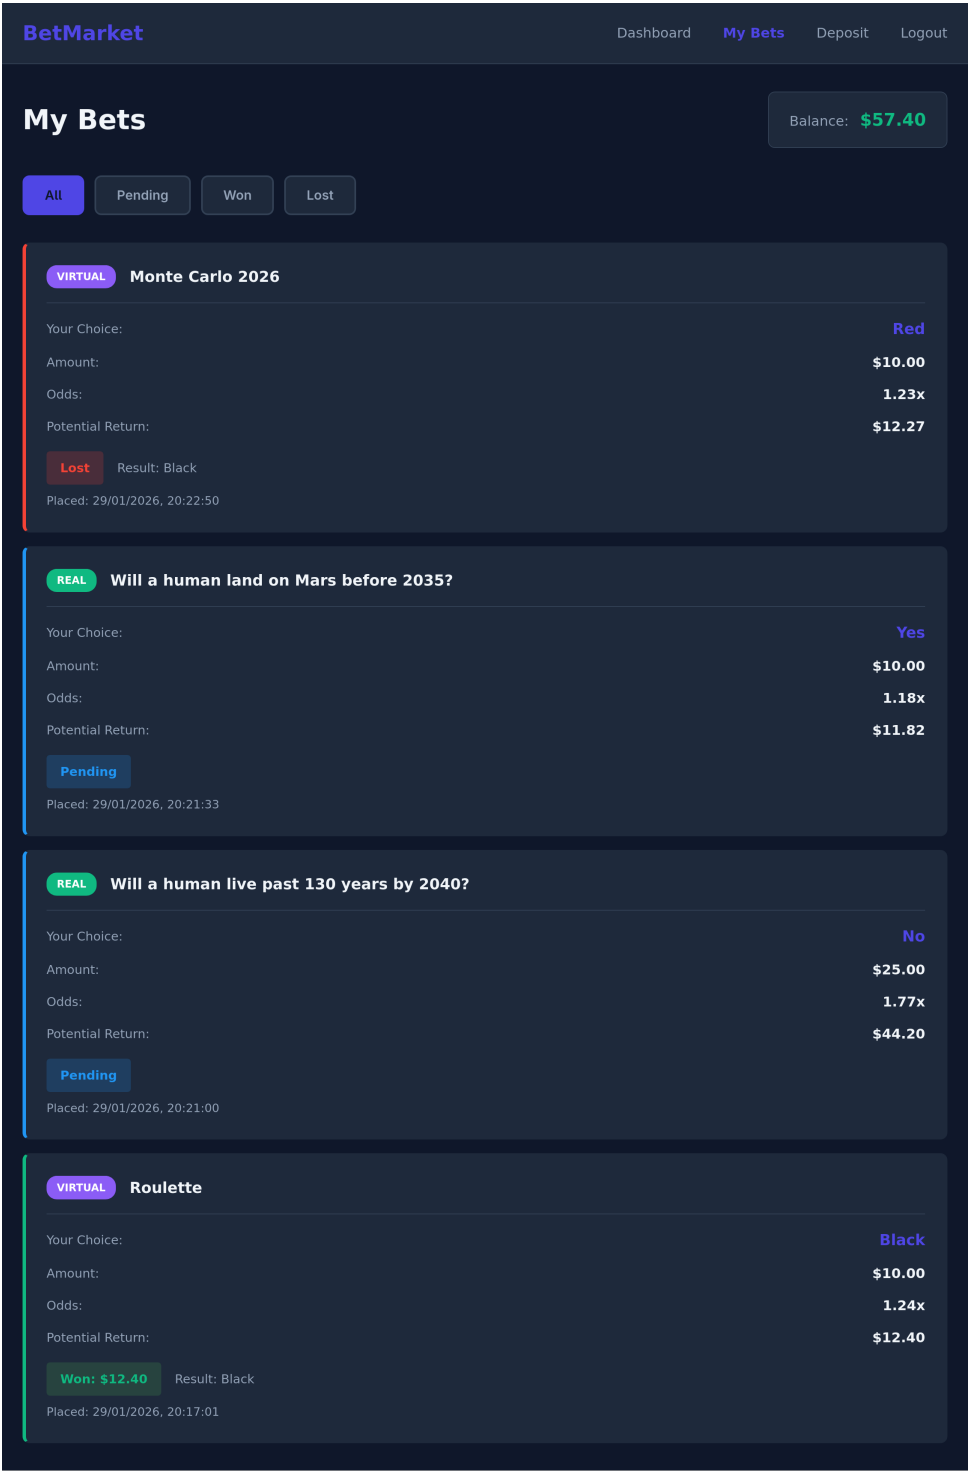 BetMarket Dashboard My Bets Deposit Logout
My Bets Balance: $57.40
All Pending Won Lost
VIRTUAL Monte Carlo 2026
Your Choice: Red
Amount: $10.00
Odds: 1.23x
Potential Return: $12.27
Lost Result: Black
Placed: 29/01/2026, 20:22:50
REAL Will a human land on Mars before 2035?
Your Choice: Yes
Amount: $10.00
Odds: 1.18x
Potential Return: $11.82
Pending
Placed: 29/01/2026, 20:21:33
REAL Will a human live past 130 years by 2040?
Your Choice: No
Amount: $25.00
Odds: 1.77x
Potential Return: $44.20
Pending
Placed: 29/01/2026, 20:21:00
VIRTUAL Roulette
Your Choice: Black
Amount: $10.00
Odds: 1.24x
Potential Return: $12.40
Won: $12.40 Result: Black
Placed: 29/01/2026, 20:17:01